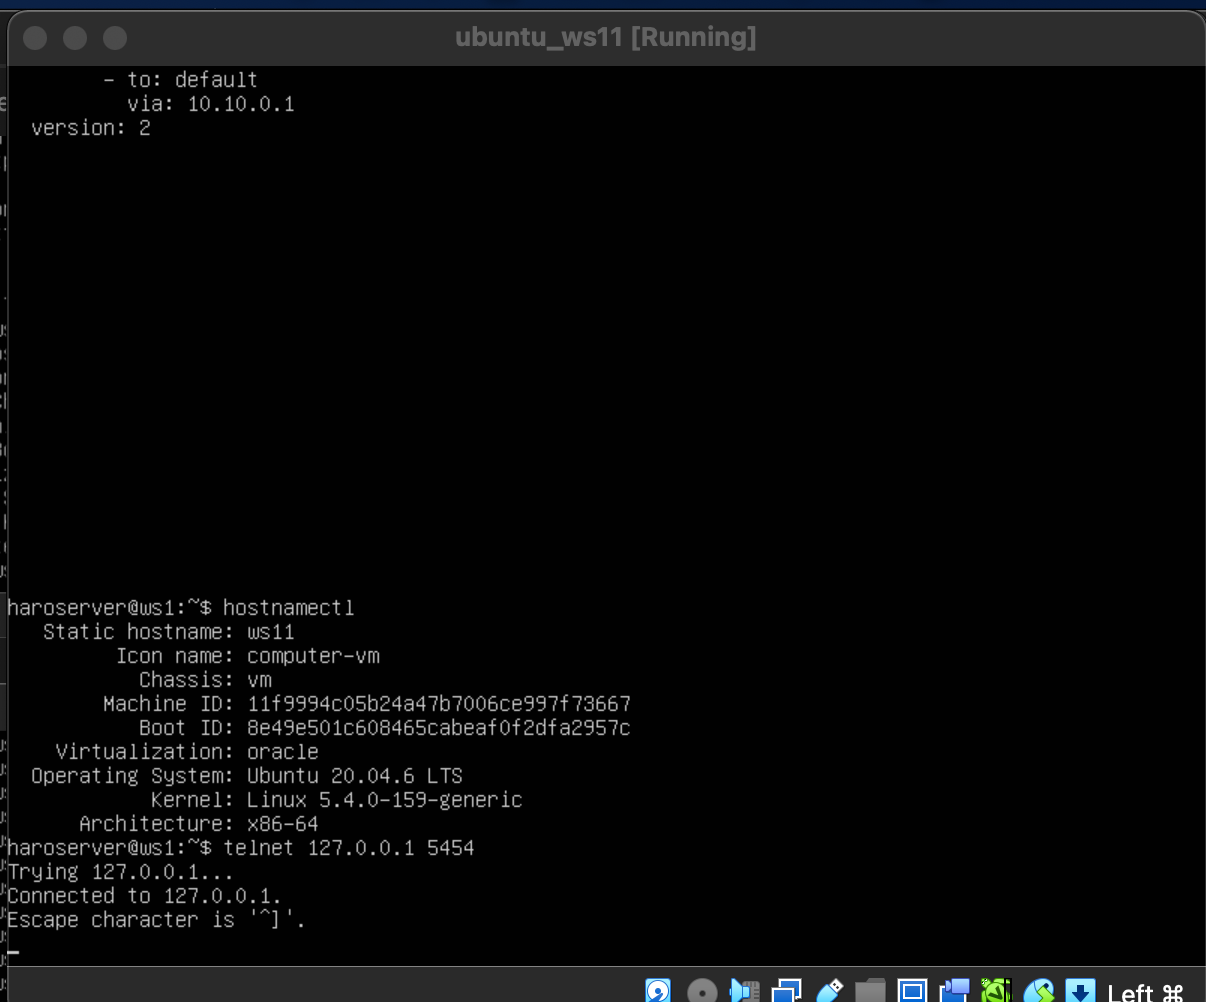 ubuntu_ws11 [Running]
- to: default
via: 10.10.0.1
version: 2
haroserver@ws1:~$ hostnamectl
Static hostname: ws11
Icon name: computer-vm
Chassis: vm
Machine ID: 11f9994c05b24a47b7006ce997f73667
Boot ID: 8e49e501c608465cabeaf0f2dfa2957c
Virtualization: oracle
Operating System: Ubuntu 20.04.6 LTS
Kernel: Linux 5.4.0-159-generic
Architecture: x86-64
haroserver@ws1:~$ telnet 127.0.0.1 5454
Trying 127.0.0.1...
Connected to 127.0.0.1.
Escape character is '^]'.
Left ⌘